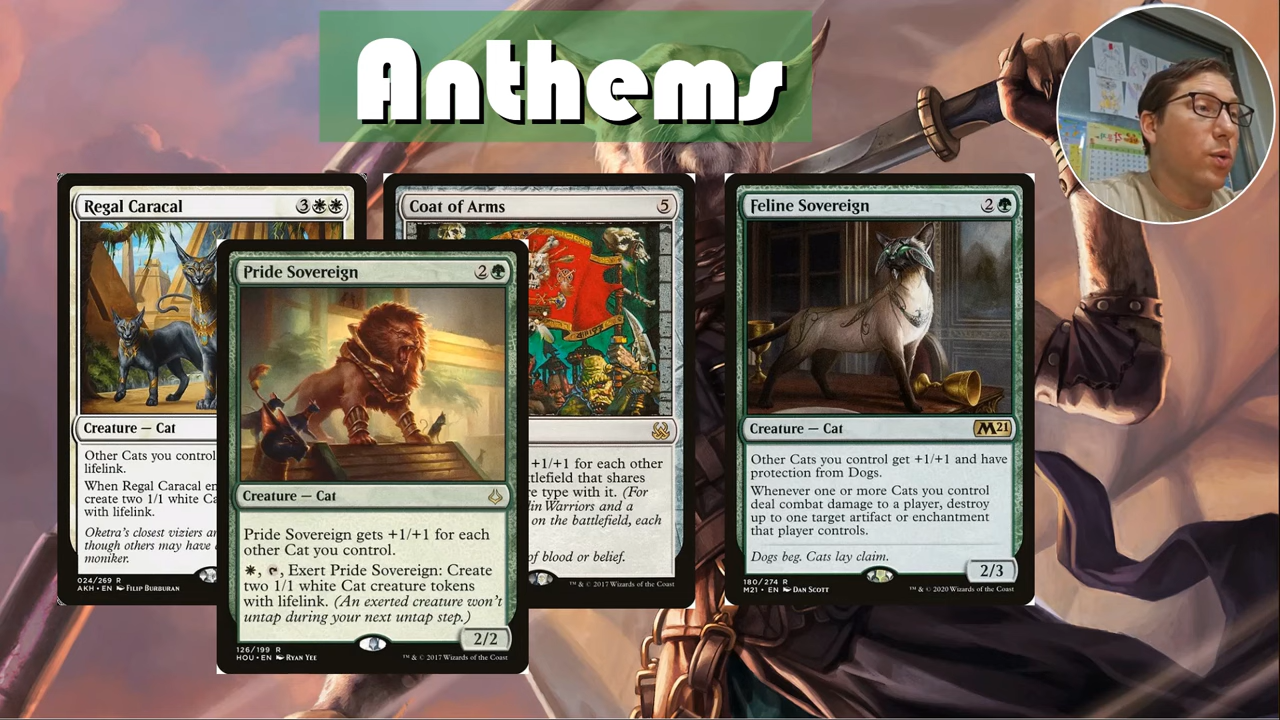 Anthems
Regal Caracal 3
Creature — Cat
Other Cats you control
lifelink.
When Regal Caracal en
create two 1/1 white Ca
with lifelink.
Oketra's closest viziers ar
though others may have
moniker.
024/269 R
AKH • EN Filip Burburan
Pride Sovereign 2
Creature — Cat
Pride Sovereign gets +1/+1 for each
other Cat you control.
, , Exert Pride Sovereign: Create
two 1/1 white Cat creature tokens
with lifelink. (An exerted creature won't
untap during your next untap step.)
2/2
126/199 R
HOU • EN Ryan Yee
™ & © 2017 Wizards of the Coast
Coat of Arms 5
+1/+1 for each other
tlefield that shares
re type with it. (For
lin Warriors and a
on the battlefield, each
of blood or belief.
™ & © 2017 Wizards of the Coast
Feline Sovereign 2
Creature — Cat M21
Other Cats you control get +1/+1 and have
protection from Dogs.
Whenever one or more Cats you control
deal combat damage to a player, destroy
up to one target artifact or enchantment
that player controls.
Dogs beg. Cats lay claim.
2/3
180/274 R
M21 • EN Dan Scott
™ & © 2020 Wizards of the Coast